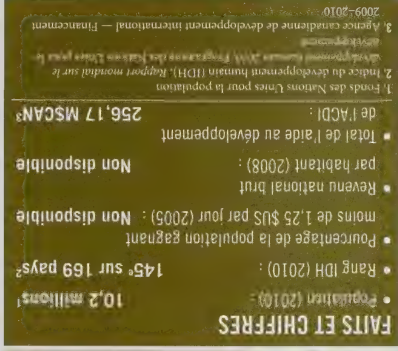 FAITS ET CHIFFRES
• Population (2010) : 10,2 millions¹
• Rang IDH (2010) : 145ᵉ sur 169 pays²
• Pourcentage de la population gagnant
moins de 1,25 $US par jour (2005) : Non disponible
• Revenu national brut
par habitant (2008) : Non disponible
• Total de l'aide au développement
de l'ACDI : 256,17 M$CAN³
1. Fonds des Nations Unies pour la population
2. Indice du développement humain (IDH), Rapport mondial sur le
développement humain 2009, Programme des Nations Unies pour le
développement
3. Agence canadienne de développement international — Financement
2009-2010